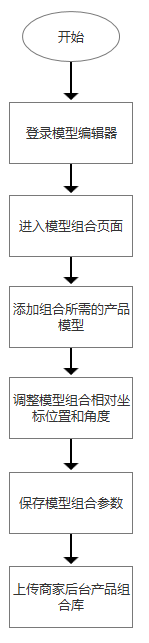 开始
登录模型编辑器
进入模型组合页面
添加组合所需的产品
模型
调整模型组合相对坐
标位置和角度
保存模型组合参数
上传商家后台产品组
合库